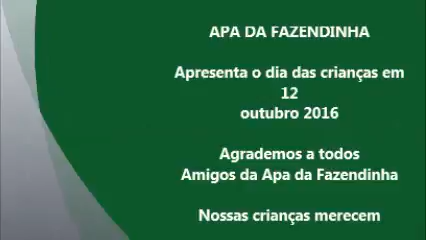 APA DA FAZENDINHA
Apresenta o dia das crianças em
12
outubro 2016
Agrademos a todos
Amigos da Apa da Fazendinha
Nossas crianças merecem